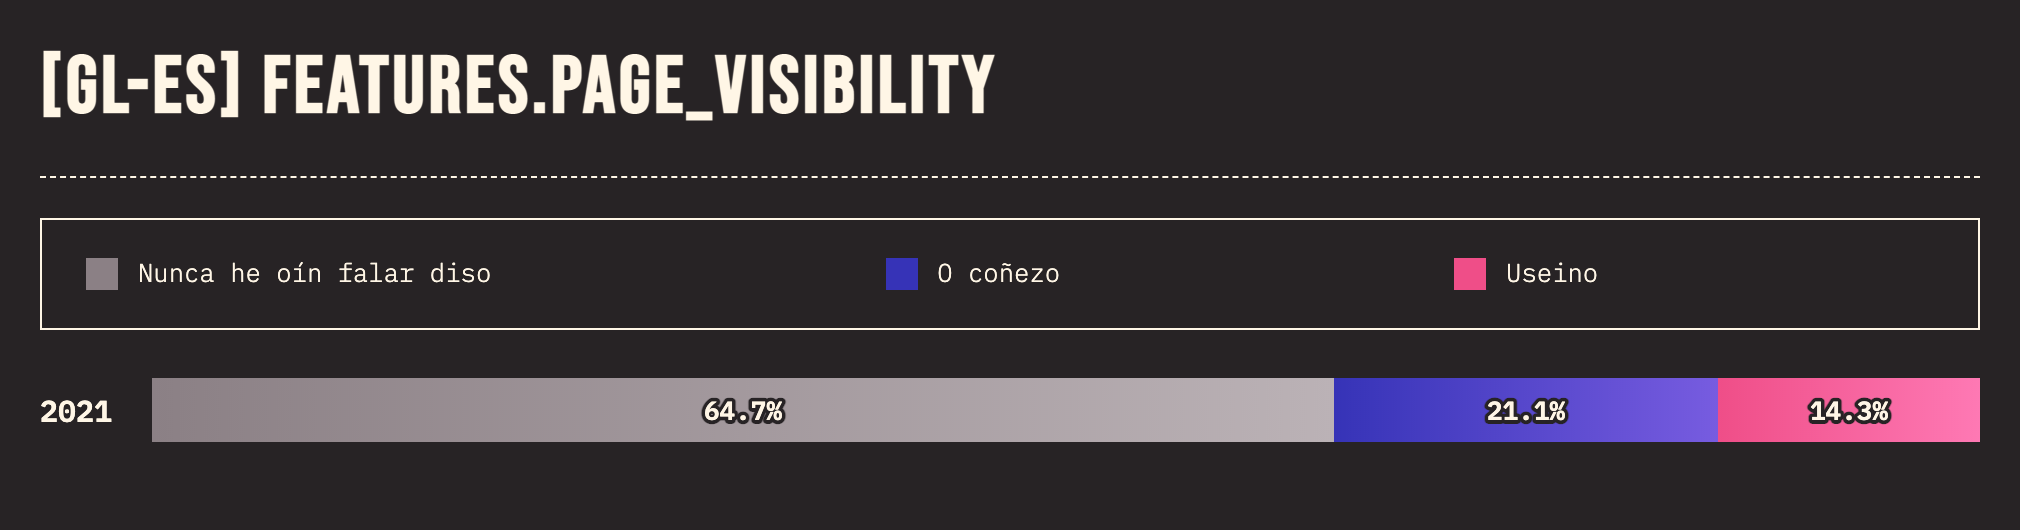 [GL-ES] FEATURES.PAGE_VISIBILITY
Nunca he oín falar diso
O coñezo
Useino
2021 64.7% 21.1% 14.3%